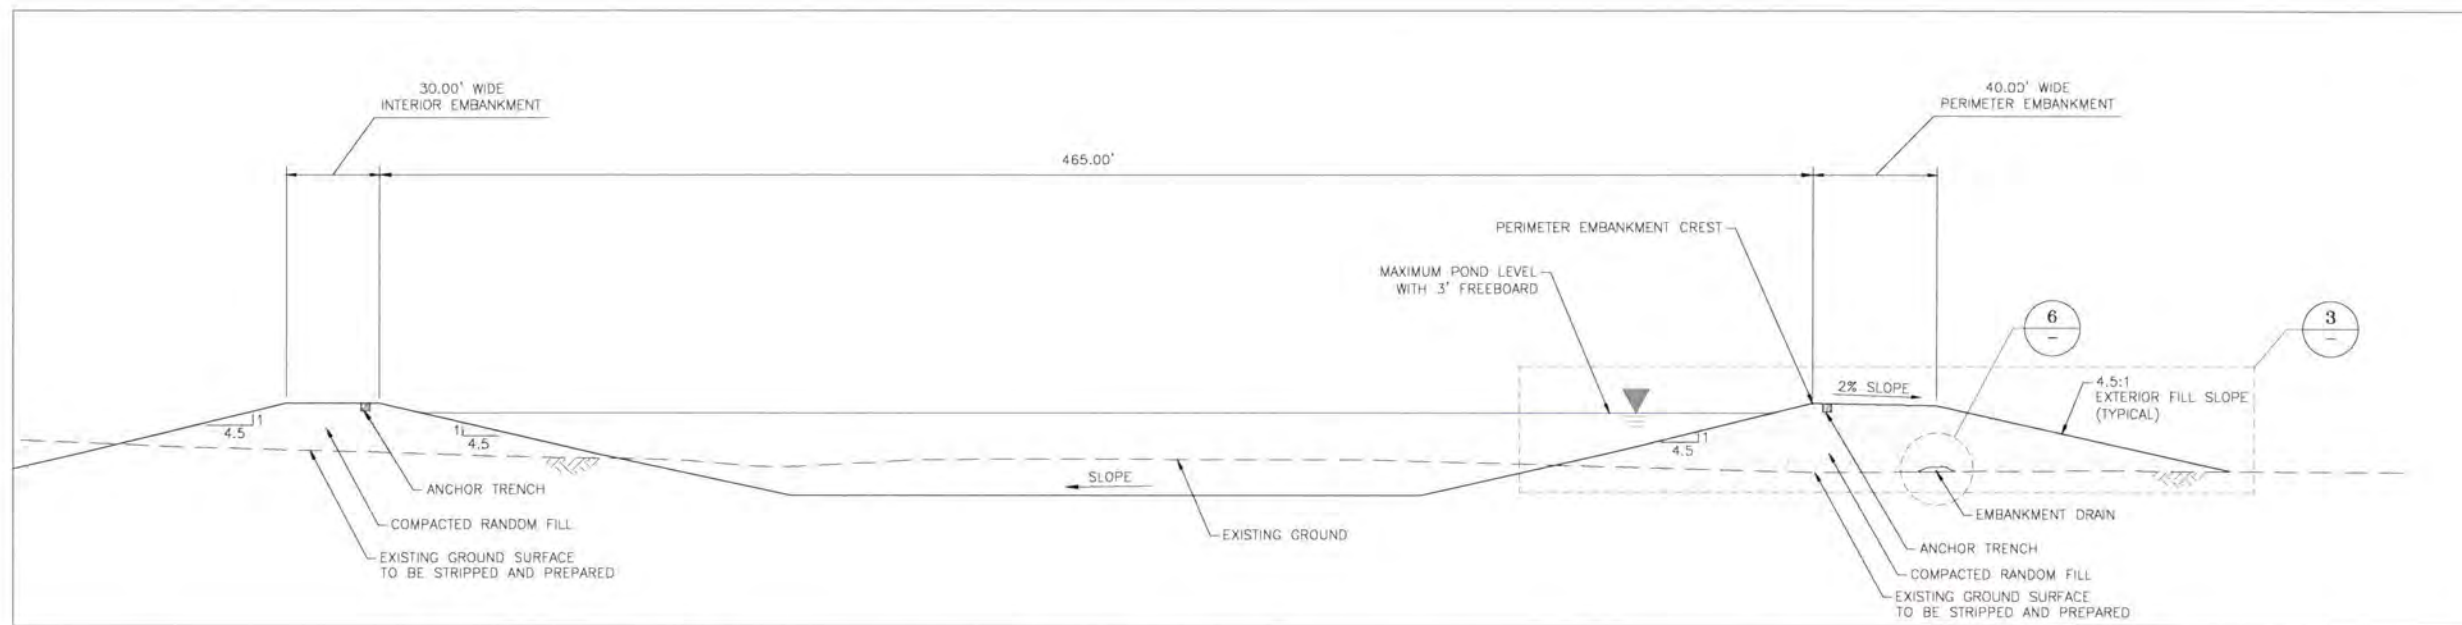 30.00' WIDE
INTERIOR EMBANKMENT
40.00' WIDE
PERIMETER EMBANKMENT
465.00'
PERIMETER EMBANKMENT CREST
MAXIMUM POND LEVEL
WITH 3' FREEBOARD
6
–
3
–
2% SLOPE
4.5:1
EXTERIOR FILL SLOPE
(TYPICAL)
1
4.5
1
4.5
1
4.5
SLOPE
ANCHOR TRENCH
COMPACTED RANDOM FILL
EXISTING GROUND SURFACE
TO BE STRIPPED AND PREPARED
EXISTING GROUND
EMBANKMENT DRAIN
ANCHOR TRENCH
COMPACTED RANDOM FILL
EXISTING GROUND SURFACE
TO BE STRIPPED AND PREPARED